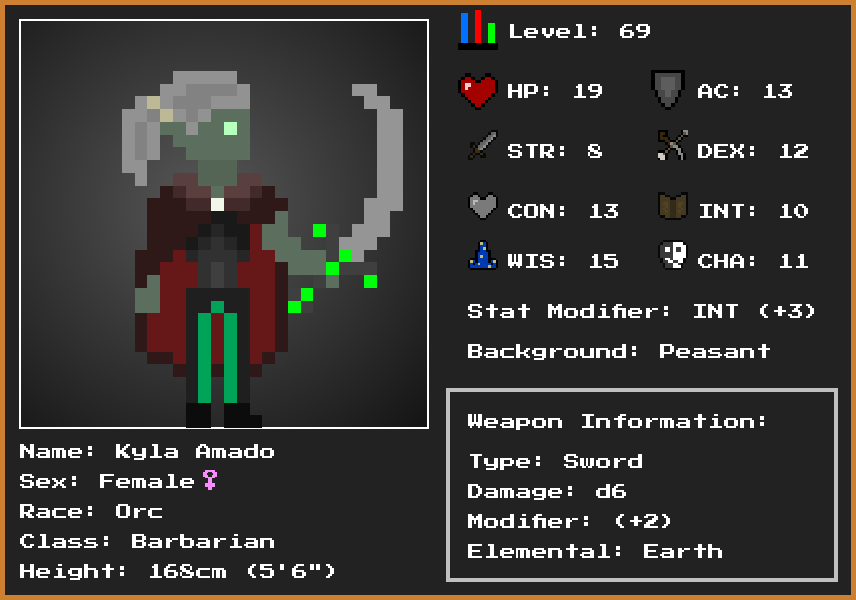 Level: 69
HP: 19
AC: 13
STR: 8
DEX: 12
CON: 13
INT: 10
WIS: 15
CHA: 11
Stat Modifier: INT (+3)
Background: Peasant
Weapon Information:
Type: Sword
Damage: d6
Modifier: (+2)
Elemental: Earth
Name: Kyla Amado
Sex: Female♀
Race: Orc
Class: Barbarian
Height: 168cm (5'6")